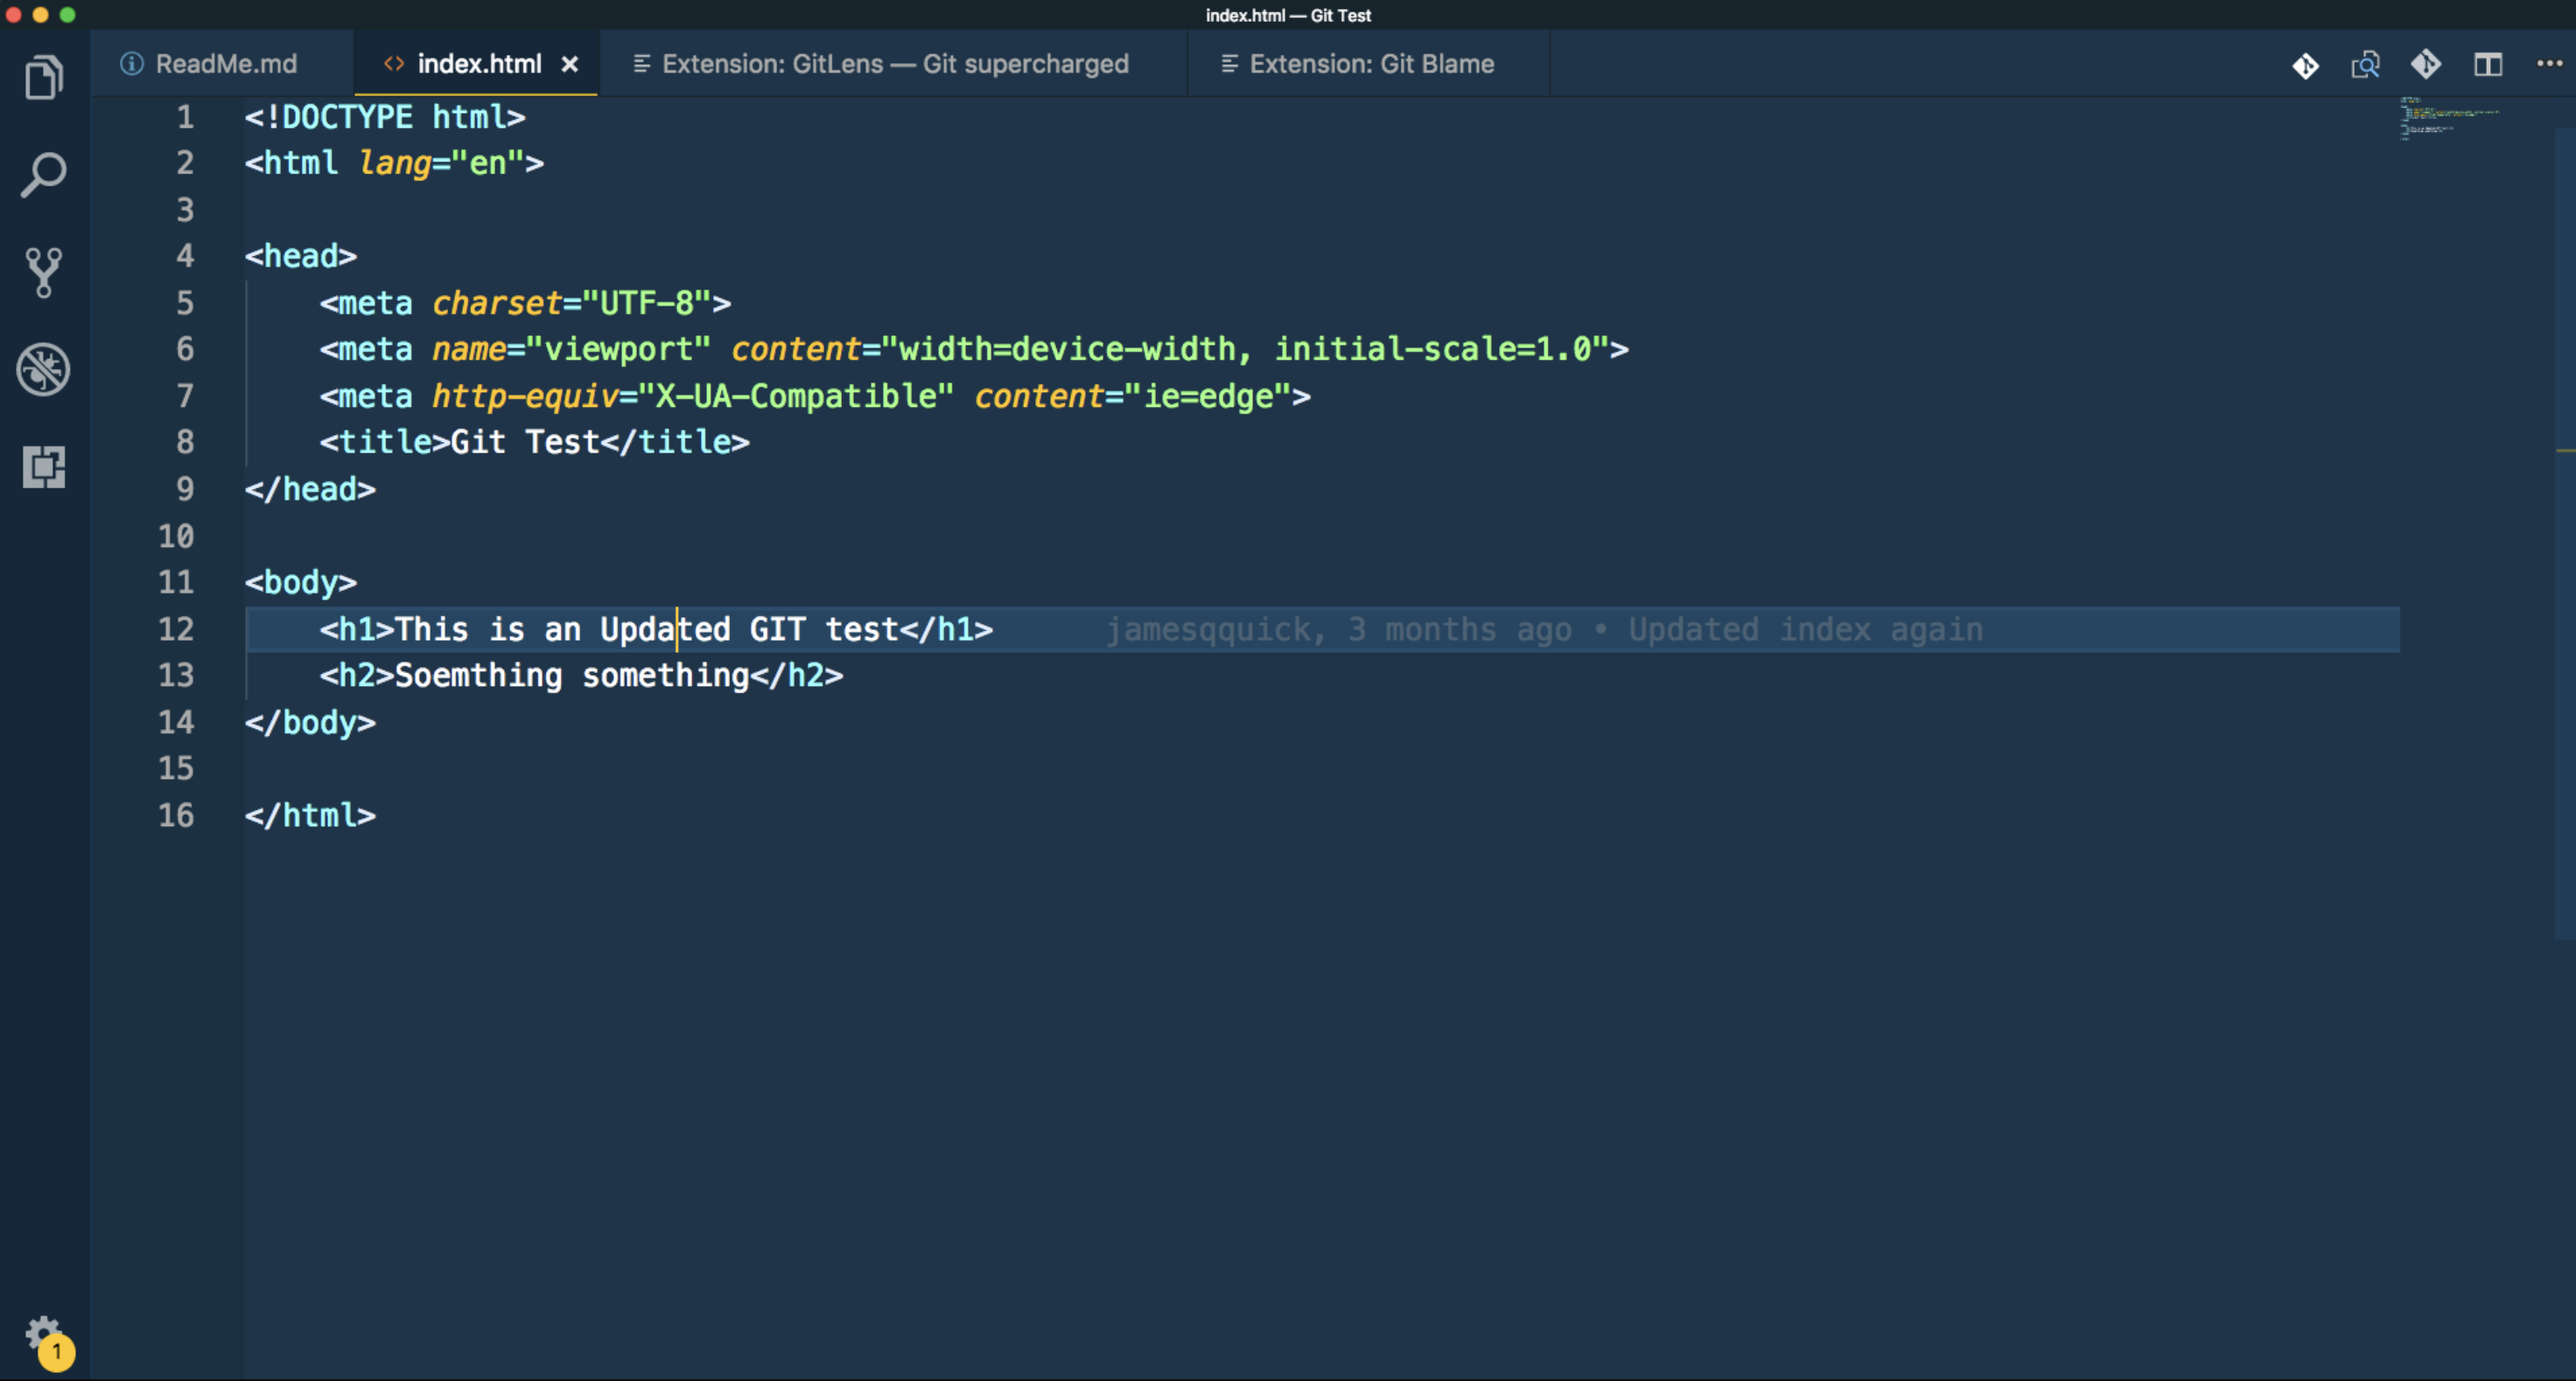 index.html — Git Test
ReadMe.md
index.html
Extension: GitLens — Git supercharged
Extension: Git Blame
1 <!DOCTYPE html>
2 <html lang="en">
3
4 <head>
5     <meta charset="UTF-8">
6     <meta name="viewport" content="width=device-width, initial-scale=1.0">
7     <meta http-equiv="X-UA-Compatible" content="ie=edge">
8     <title>Git Test</title>
9 </head>
10
11 <body>
12     <h1>This is an Updated GIT test</h1>      jamesqquick, 3 months ago • Updated index again
13     <h2>Soemthing something</h2>
14 </body>
15
16 </html>
1